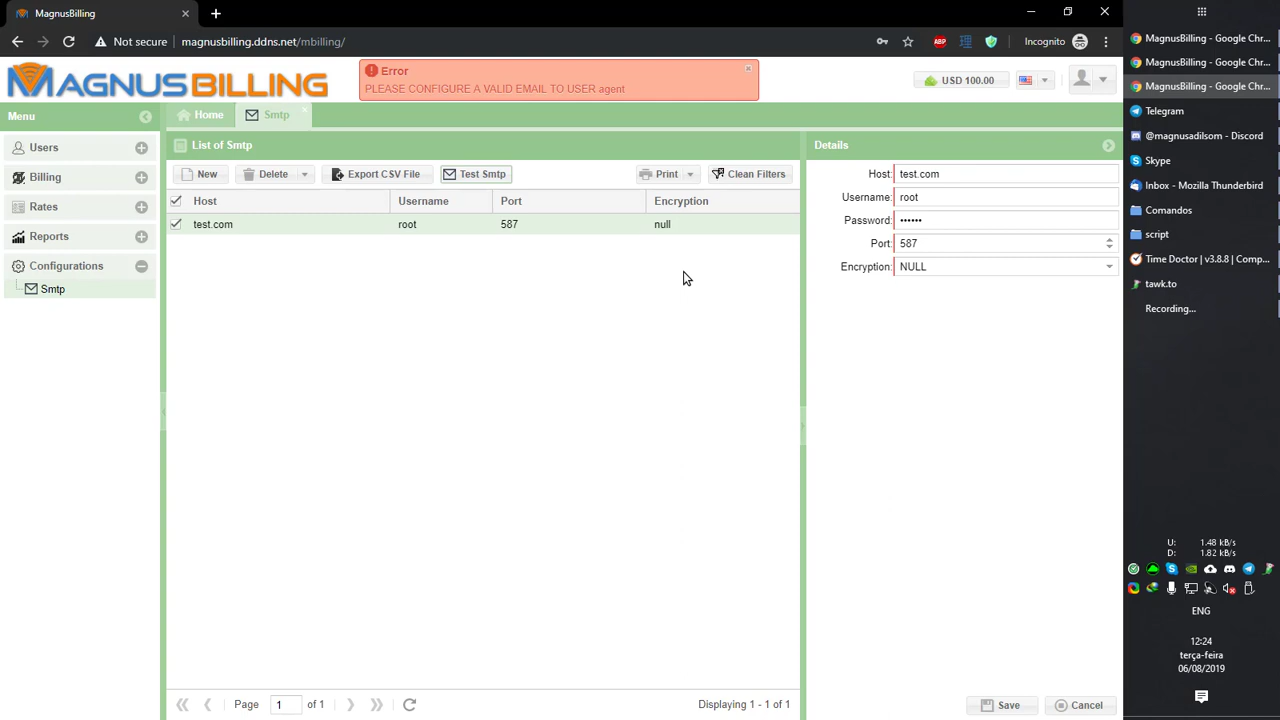 MagnusBilling
Not secure magnusbilling.ddns.net/mbilling/
ABP
Incognito
MAGNUSBILLING
Error
PLEASE CONFIGURE A VALID EMAIL TO USER agent
USD 100.00
Menu
Home
Smtp
Users
Billing
Rates
Reports
Configurations
Smtp
List of Smtp
New
Delete
Export CSV File
Test Smtp
Print
Clean Filters
Host Username Port Encryption
test.com root 587 null
Page 1 of 1
Displaying 1 - 1 of 1
Details
Host: test.com
Username: root
Password: ••••••
Port: 587
Encryption: NULL
Save
Cancel
MagnusBilling - Google Chr...
MagnusBilling - Google Chr...
MagnusBilling - Google Chr...
Telegram
@magnusadilsom - Discord
Skype
Inbox - Mozilla Thunderbird
Comandos
script
Time Doctor | v3.8.8 | Comp...
tawk.to
Recording...
U: 1.48 kB/s
D: 1.82 kB/s
ENG
12:24
terça-feira
06/08/2019